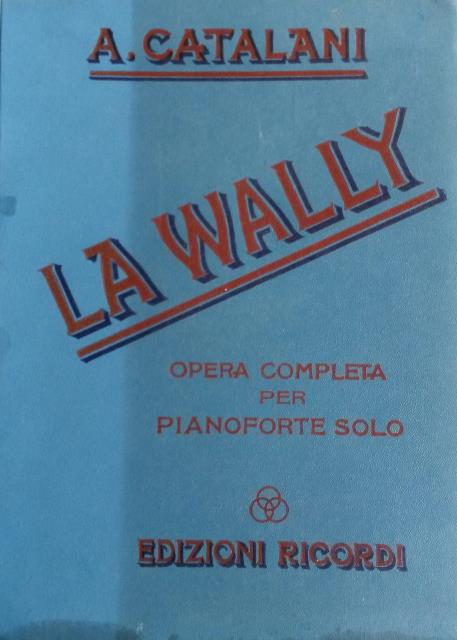 A. CATALANI
LA WALLY
OPERA COMPLETA
PER
PIANOFORTE SOLO
EDIZIONI RICORDI